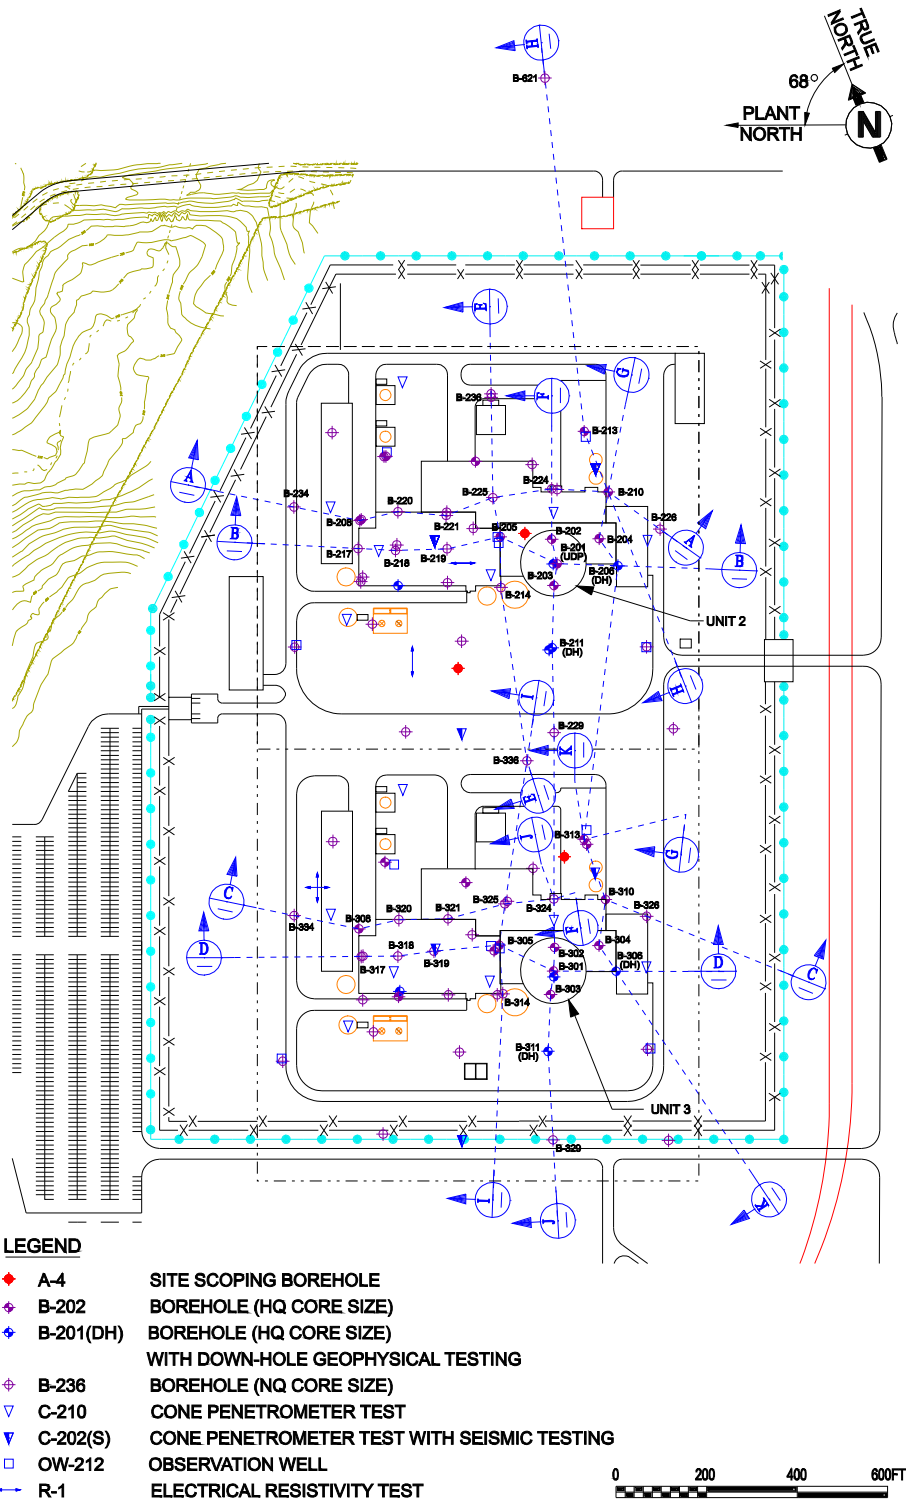 H
B-621
TRUE
NORTH
68°
PLANT
NORTH
N
E
G
B-236
F
B-213
A
B-234
B-220
B-225
B-224
B-210
B-208
B-221
B-205
B-202
B-204
B-226
A
B
B-217
B-218
B-219
B-201
(UDP)
B-206
(DH)
B
B-203
B-214
UNIT 2
B-211
(DH)
H
I
B-229
K
B-336
E
J
B-313
G
C
B-334
B-308
B-320
B-321
B-325
B-324
B-310
B-326
F
D
B-317
B-318
B-319
B-305
B-302
B-304
B-301
B-306
(DH)
D
C
B-314
B-303
B-311
(DH)
UNIT 3
B-329
I
J
K
LEGEND
A-4 SITE SCOPING BOREHOLE
B-202 BOREHOLE (HQ CORE SIZE)
B-201(DH) BOREHOLE (HQ CORE SIZE)
WITH DOWN-HOLE GEOPHYSICAL TESTING
B-236 BOREHOLE (NQ CORE SIZE)
C-210 CONE PENETROMETER TEST
C-202(S) CONE PENETROMETER TEST WITH SEISMIC TESTING
OW-212 OBSERVATION WELL
R-1 ELECTRICAL RESISTIVITY TEST
0 200 400 600FT